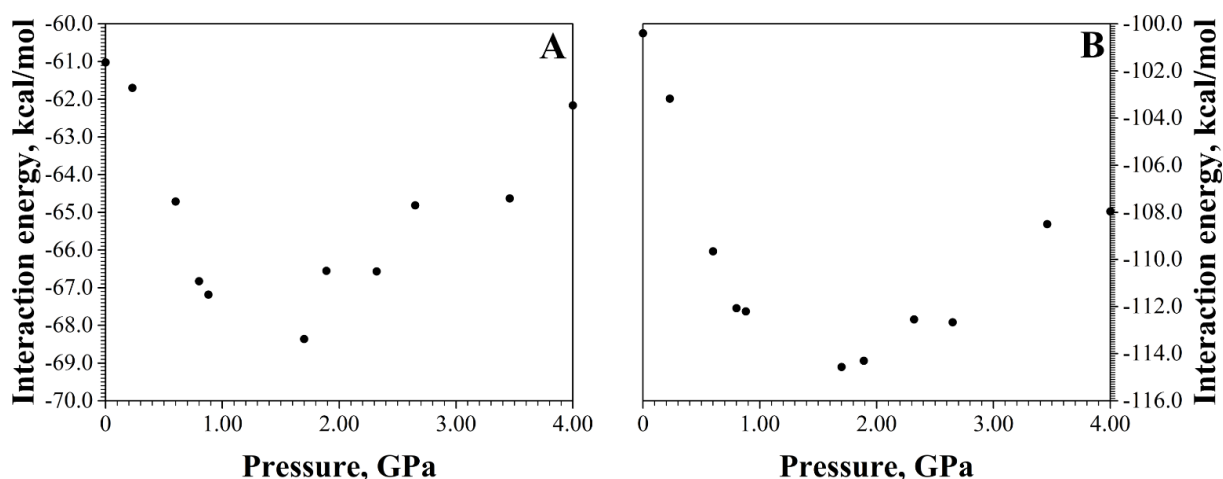 A
Interaction energy, kcal/mol
-60.0
-61.0
-62.0
-63.0
-64.0
-65.0
-66.0
-67.0
-68.0
-69.0
-70.0
0 1.00 2.00 3.00 4.00
Pressure, GPa
B
-100.0
-102.0
-104.0
-106.0
-108.0
-110.0
-112.0
-114.0
-116.0
Interaction energy, kcal/mol
0 1.00 2.00 3.00 4.00
Pressure, GPa